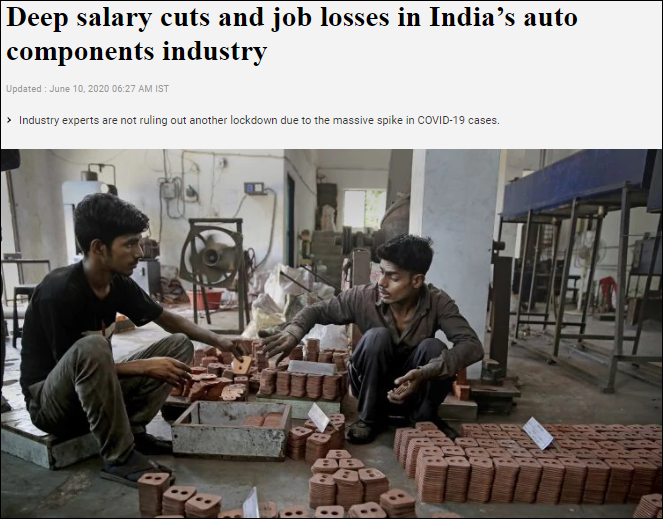 Deep salary cuts and job losses in India’s auto
components industry
Updated : June 10, 2020 06:27 AM IST
Industry experts are not ruling out another lockdown due to the massive spike in COVID-19 cases.